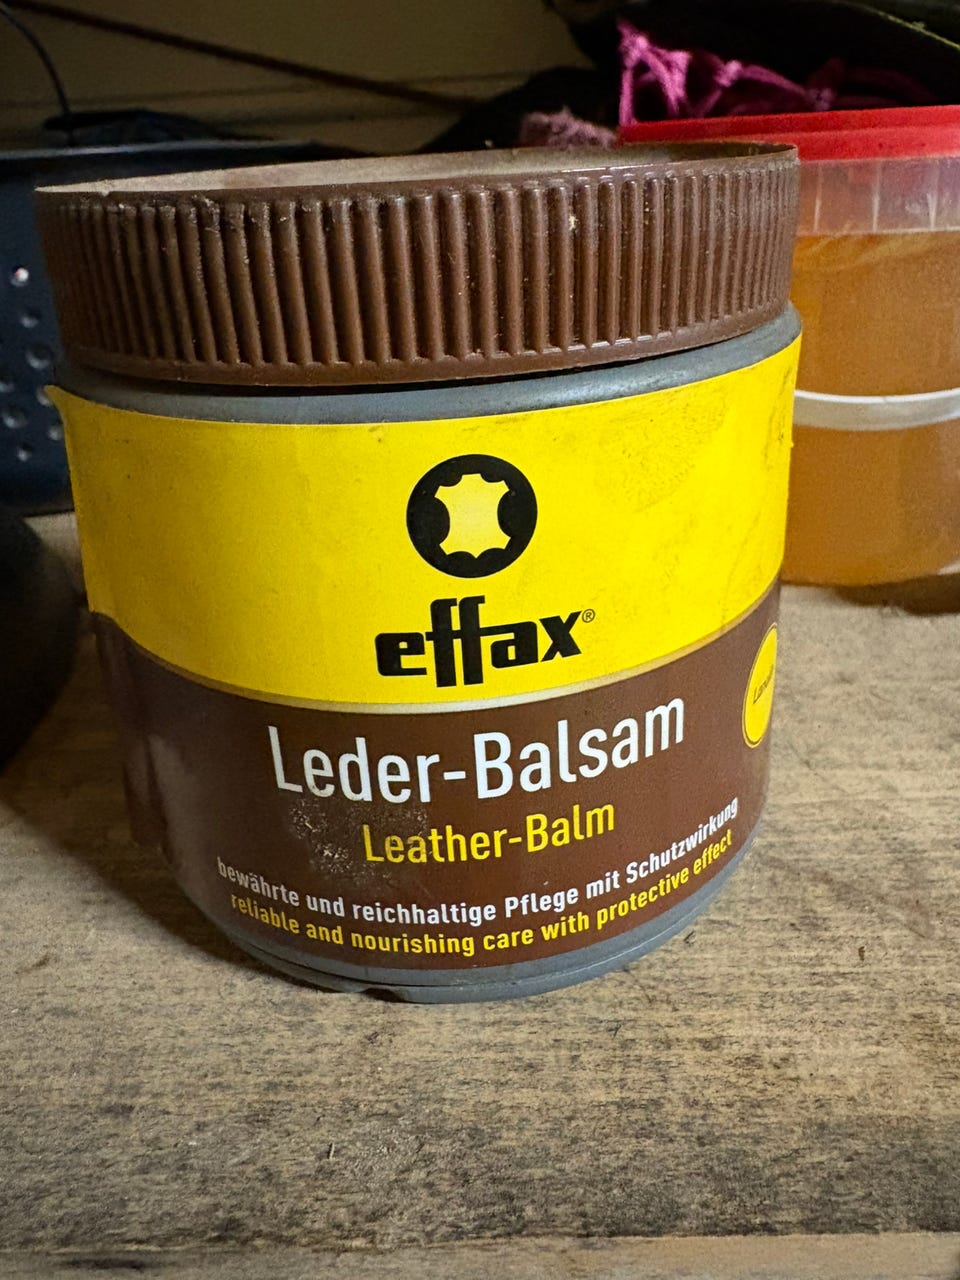 effax®
Leder-Balsam
Leather-Balm
bewährte und reichhaltige Pflege mit Schutzwirkung
reliable and nourishing care with protective effect